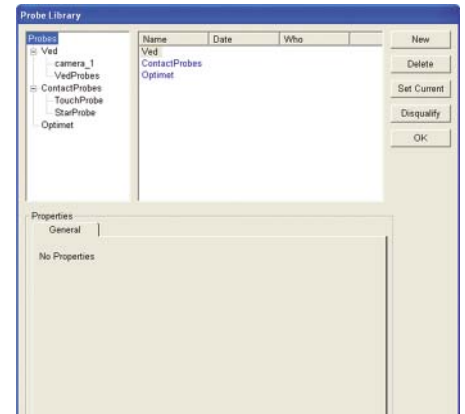 Probe Library
Probes
Ved
camera_1
VedProbes
ContactProbes
TouchProbe
StarProbe
Optimet
Name Date Who
Ved
ContactProbes
Optimet
New
Delete
Set Current
Disqualify
OK
Properties
General
No Properties